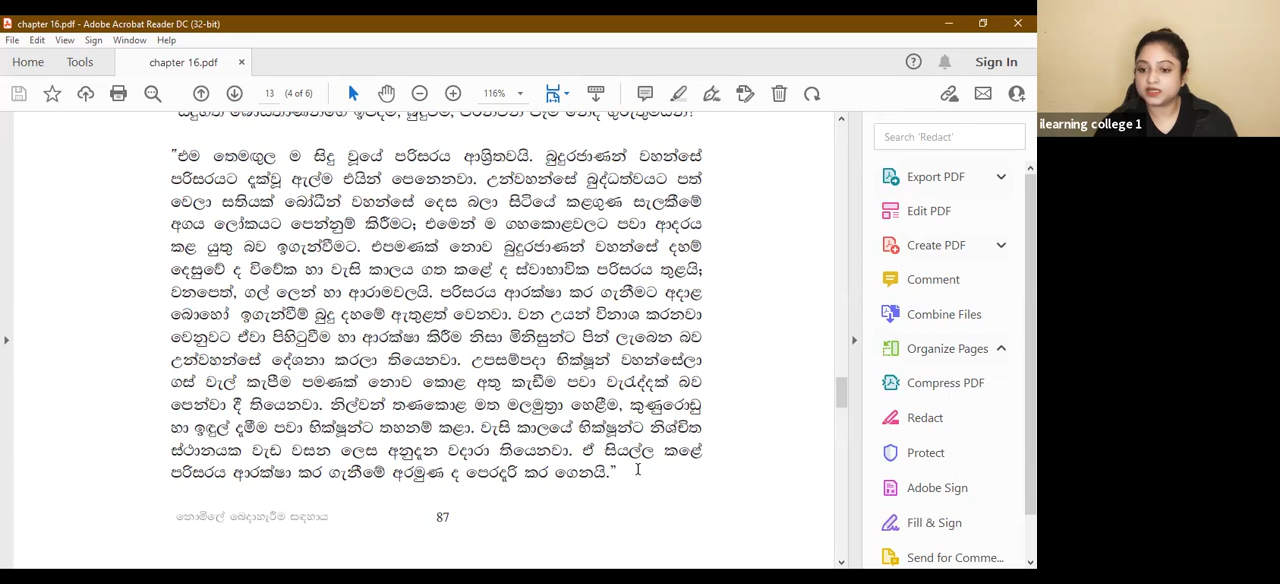 chapter 16.pdf - Adobe Acrobat Reader DC (32-bit)
File Edit View Sign Window Help
Home Tools chapter 16.pdf × Sign In
13 (4 of 6) 116%
ilearning college 1
"එම තෙමඟුල ම සිදු වූයේ පරිසරය ආශ්‍රිතවයි. බුදුරජාණන් වහන්සේ
පරිසරයට දැක්වූ ඇල්ම එයින් පෙනෙනවා. උන්වහන්සේ බුද්ධත්වයට පත්
වෙලා සතියක් බෝධීන් වහන්සේ දෙස බලා සිටියේ කළගුණ සැලකීමේ
අගය ලෝකයට පෙන්නුම් කිරීමට; එමෙන් ම ගහකොළවලට පවා ආදරය
කළ යුතු බව ඉගැන්වීමට. එපමණක් නොව බුදුරජාණන් වහන්සේ දහම්
දෙසුවේ ද විවේක හා වැසි කාලය ගත කළේ ද ස්වාභාවික පරිසරය තුළයි;
වනපෙත්, ගල් ලෙන් හා ආරාමවලයි. පරිසරය ආරක්ෂා කර ගැනීමට අදාළ
බොහෝ ඉගැන්වීම් බුදු දහමේ ඇතුළත් වෙනවා. වන උයන් විනාශ කරනවා
වෙනුවට ඒවා පිහිටුවීම හා ආරක්ෂා කිරීම නිසා මිනිසුන්ට පින් ලැබෙන බව
උන්වහන්සේ දේශනා කරලා තියෙනවා. උපසම්පදා භික්ෂූන් වහන්සේලා
ගස් වැල් කැපීම පමණක් නොව කොළ අතු කැඩීම පවා වැරැද්දක් බව
පෙන්වා දී තියෙනවා. නිල්වන් තණකොළ මත මලමුත්‍රා හෙළීම, කුණුරොඩු
හා ඉඳුල් දැමීම පවා භික්ෂූන්ට තහනම් කළා. වැසි කාලයේ භික්ෂූන්ට නිශ්චිත
ස්ථානයක වැඩ වසන ලෙස අනුදැන වදාරා තියෙනවා. ඒ සියල්ල කළේ
පරිසරය ආරක්ෂා කර ගැනීමේ අරමුණ ද පෙරදැරි කර ගෙනයි."
නොමිලේ බෙදාහැරීම සඳහාය 87
Search 'Redact'
Export PDF
Edit PDF
Create PDF
Comment
Combine Files
Organize Pages
Compress PDF
Redact
Protect
Adobe Sign
Fill & Sign
Send for Comme...